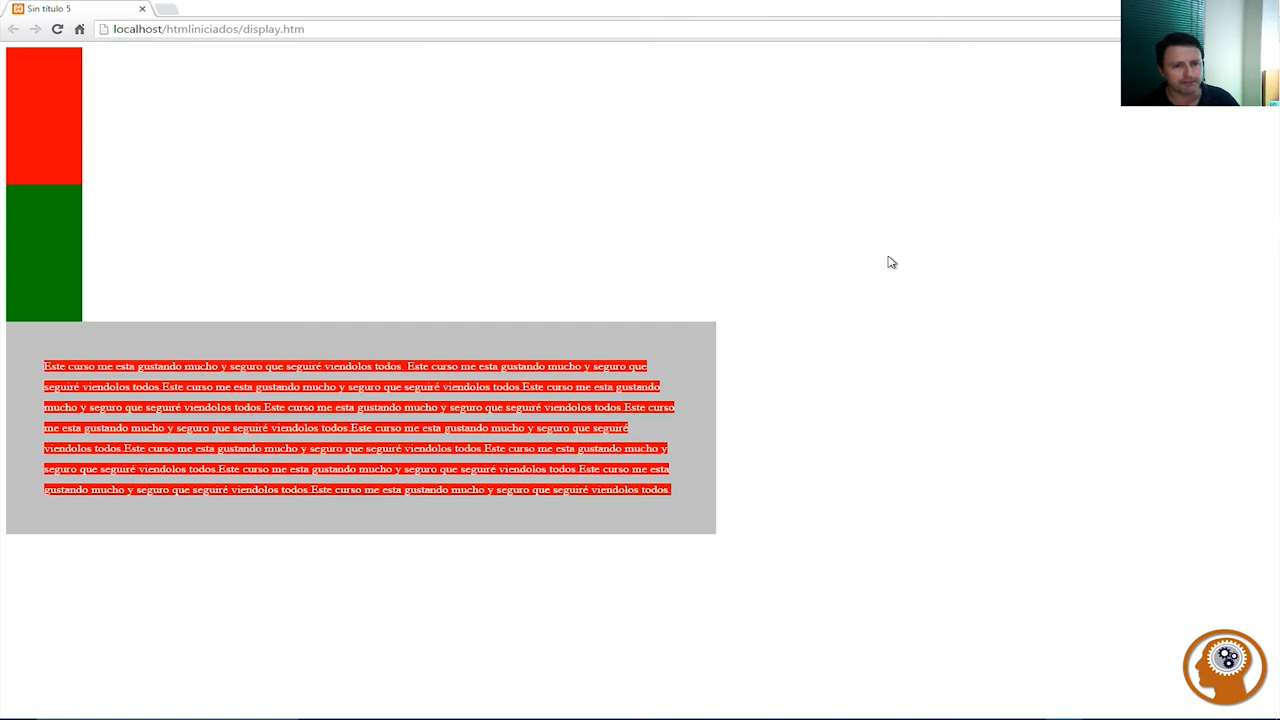 Sin título 5
localhost/htmliniciados/display.htm
Este curso me esta gustando mucho y seguro que seguiré viendolos todos. Este curso me esta gustando mucho y seguro que
seguiré viendolos todos.Este curso me esta gustando mucho y seguro que seguiré viendolos todos.Este curso me esta gustando
mucho y seguro que seguiré viendolos todos.Este curso me esta gustando mucho y seguro que seguiré viendolos todos.Este curso
me esta gustando mucho y seguro que seguiré viendolos todos.Este curso me esta gustando mucho y seguro que seguiré
viendolos todos.Este curso me esta gustando mucho y seguro que seguiré viendolos todos.Este curso me esta gustando mucho y
seguro que seguiré viendolos todos.Este curso me esta gustando mucho y seguro que seguiré viendolos todos.Este curso me esta
gustando mucho y seguro que seguiré viendolos todos.Este curso me esta gustando mucho y seguro que seguiré viendolos todos.